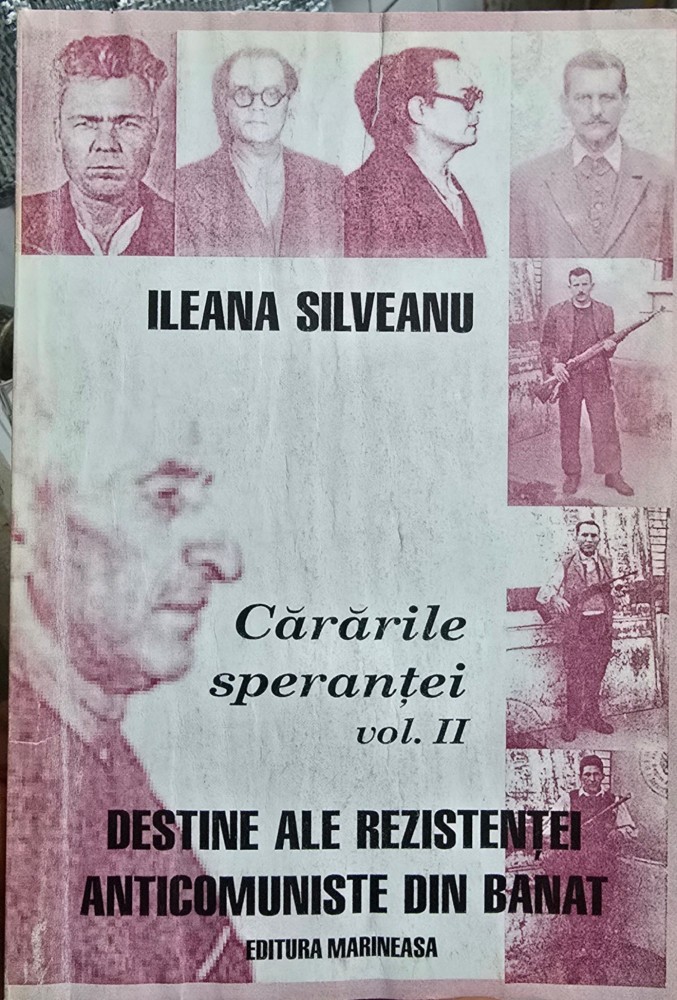 ILEANA SILVEANU
Cărările
speranței
vol. II
DESTINE ALE REZISTENȚEI
ANTICOMUNISTE DIN BANAT
EDITURA MARINEASA